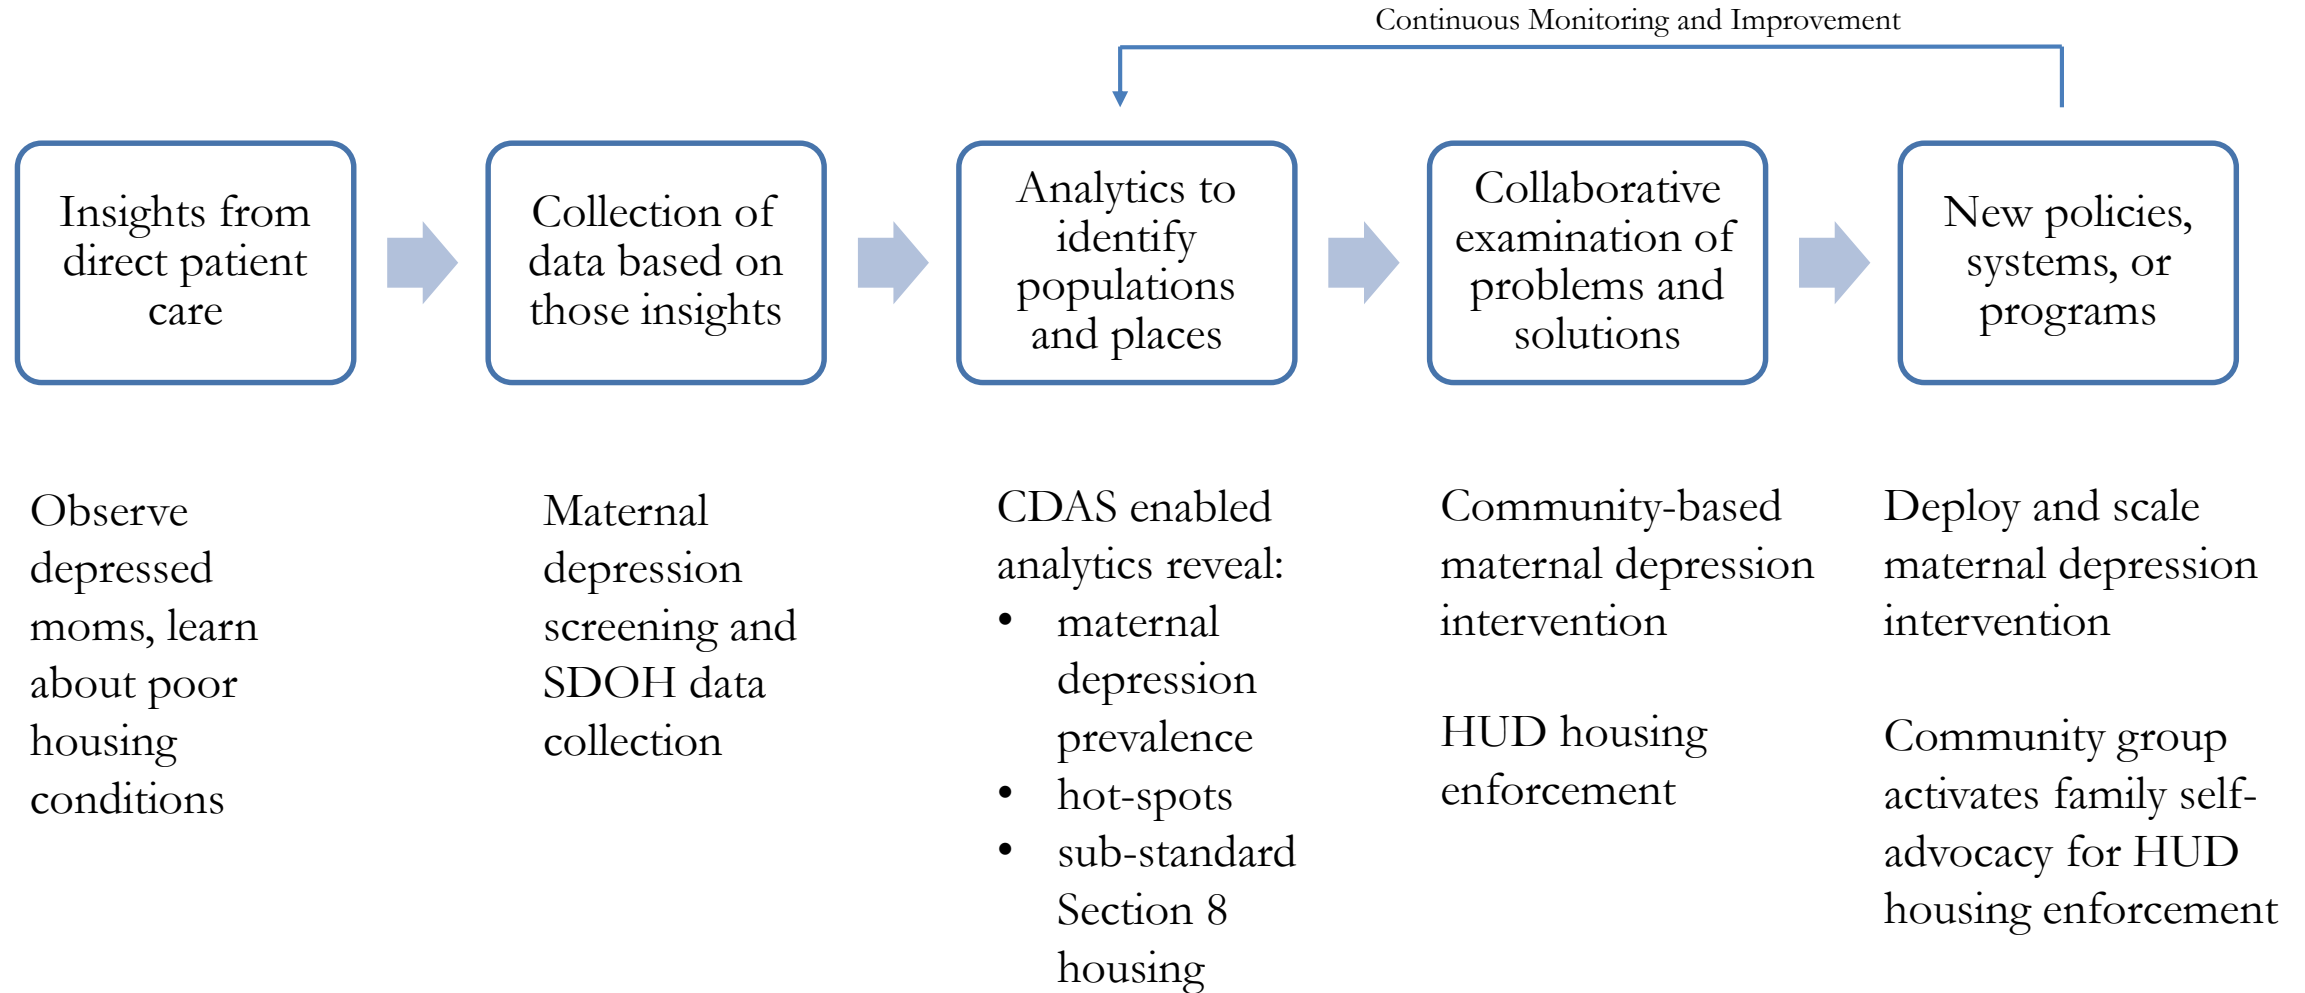 Continuous Monitoring and Improvement
Insights from
direct patient
care
Collection of
data based on
those insights
Analytics to
identify
populations
and places
Collaborative
examination of
problems and
solutions
New policies,
systems, or
programs
Observe
depressed
moms, learn
about poor
housing
conditions
Maternal
depression
screening and
SDOH data
collection
CDAS enabled
analytics reveal:
• maternal
depression
prevalence
• hot-spots
• sub-standard
Section 8
housing
Community-based
maternal depression
intervention
HUD housing
enforcement
Deploy and scale
maternal depression
intervention
Community group
activates family self-
advocacy for HUD
housing enforcement